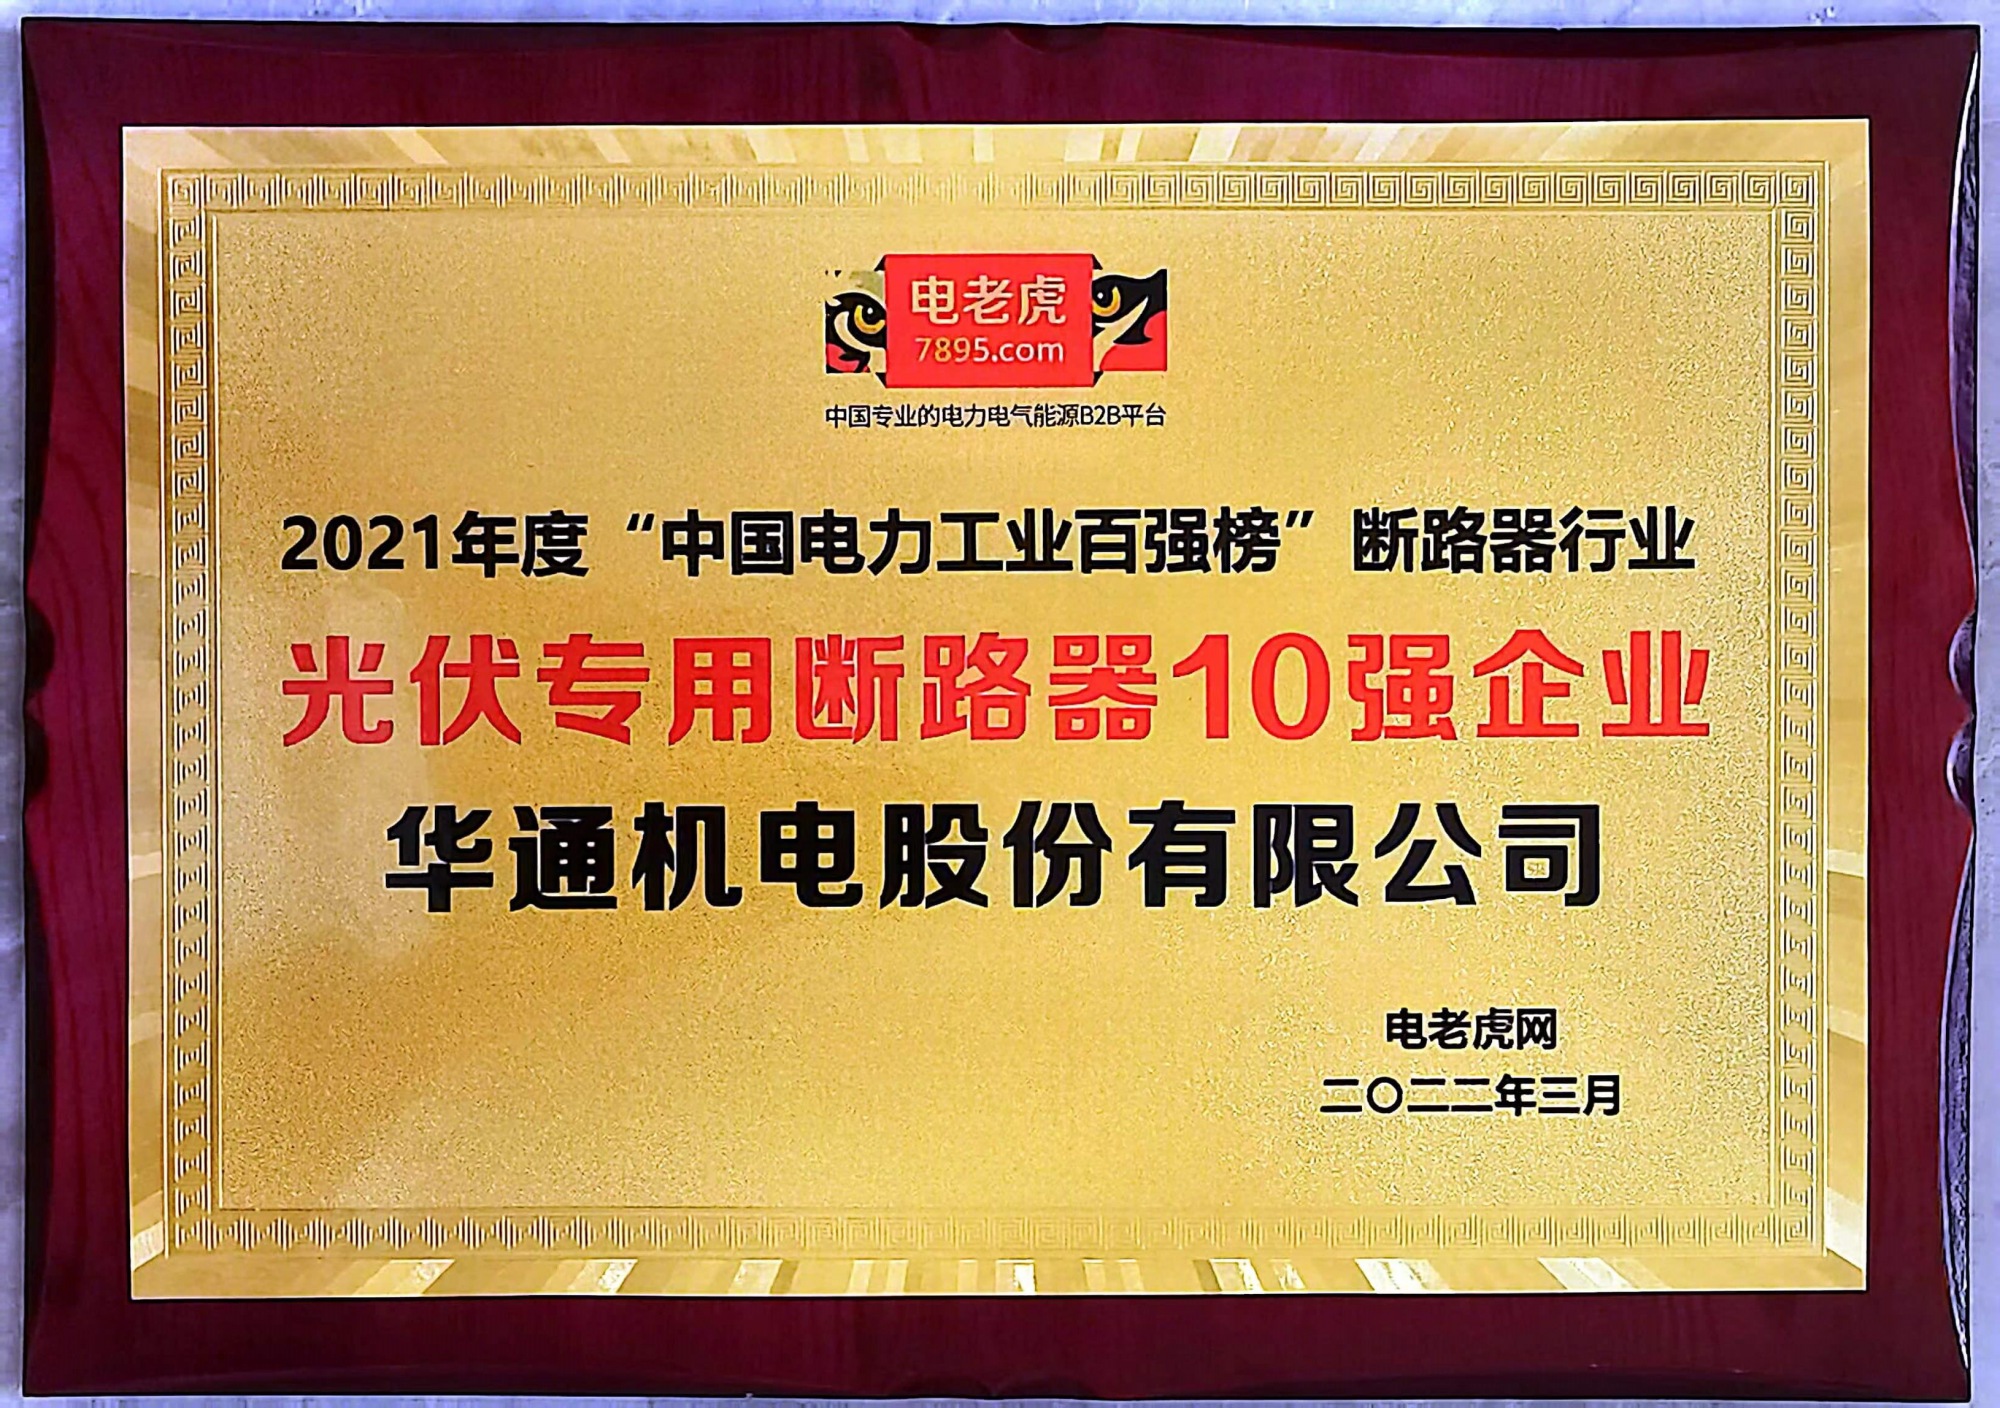 电老虎
7895.com
中国专业的电力电气能源B2B平台
2021年度“中国电力工业百强榜”断路器行业
光伏专用断路器10强企业
华通机电股份有限公司
电老虎网
二〇二二年三月